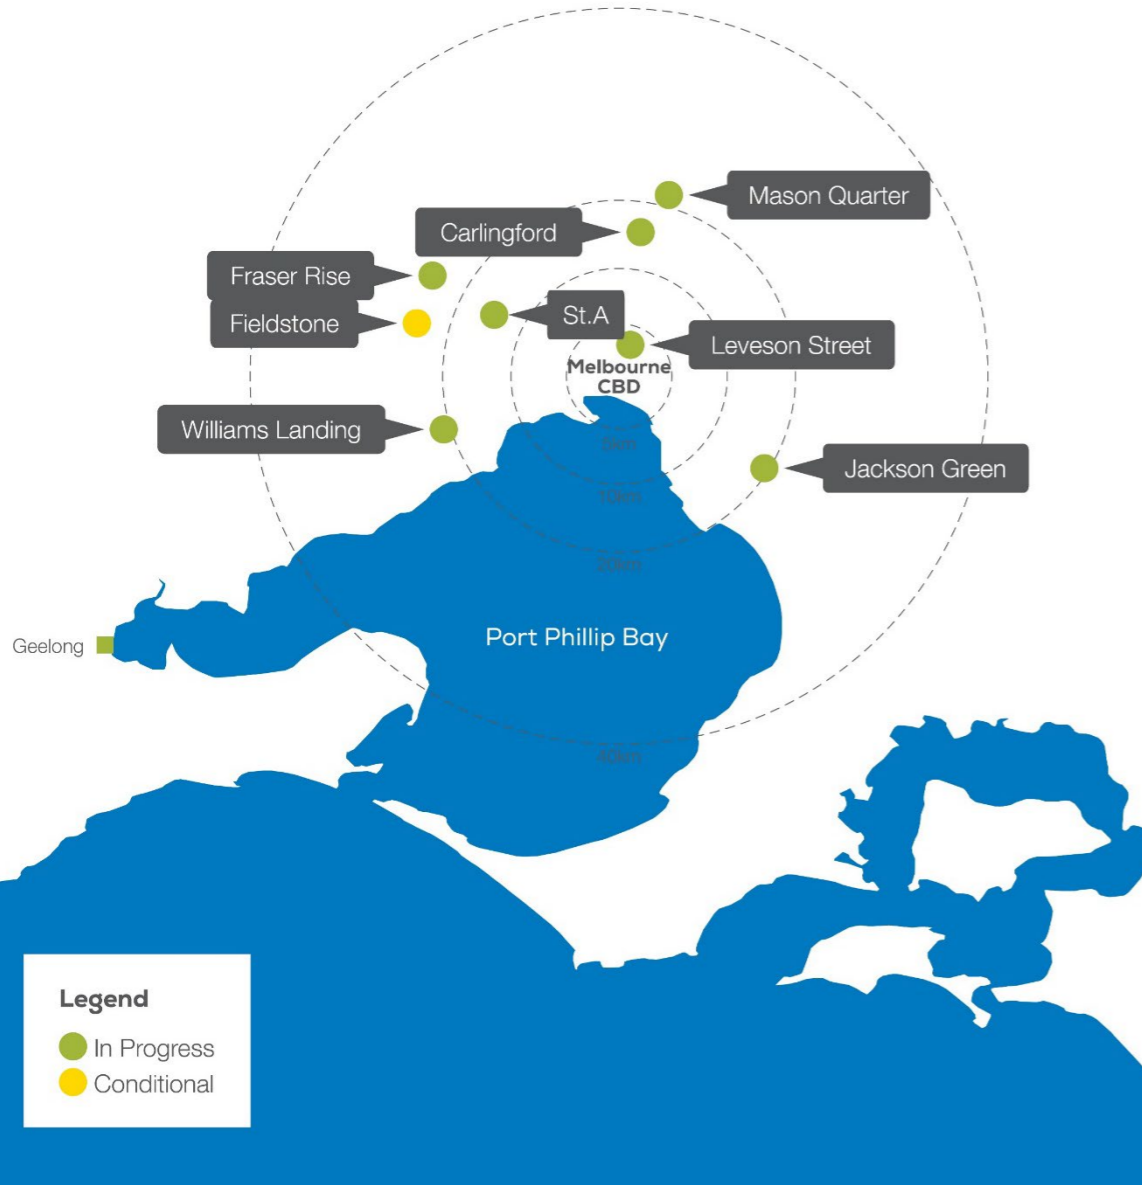 Mason Quarter
Carlingford
Fraser Rise
Fieldstone
St.A
Leveson Street
Melbourne
CBD
Williams Landing
5km
Jackson Green
10km
20km
Port Phillip Bay
Geelong
40km
Legend
In Progress
Conditional